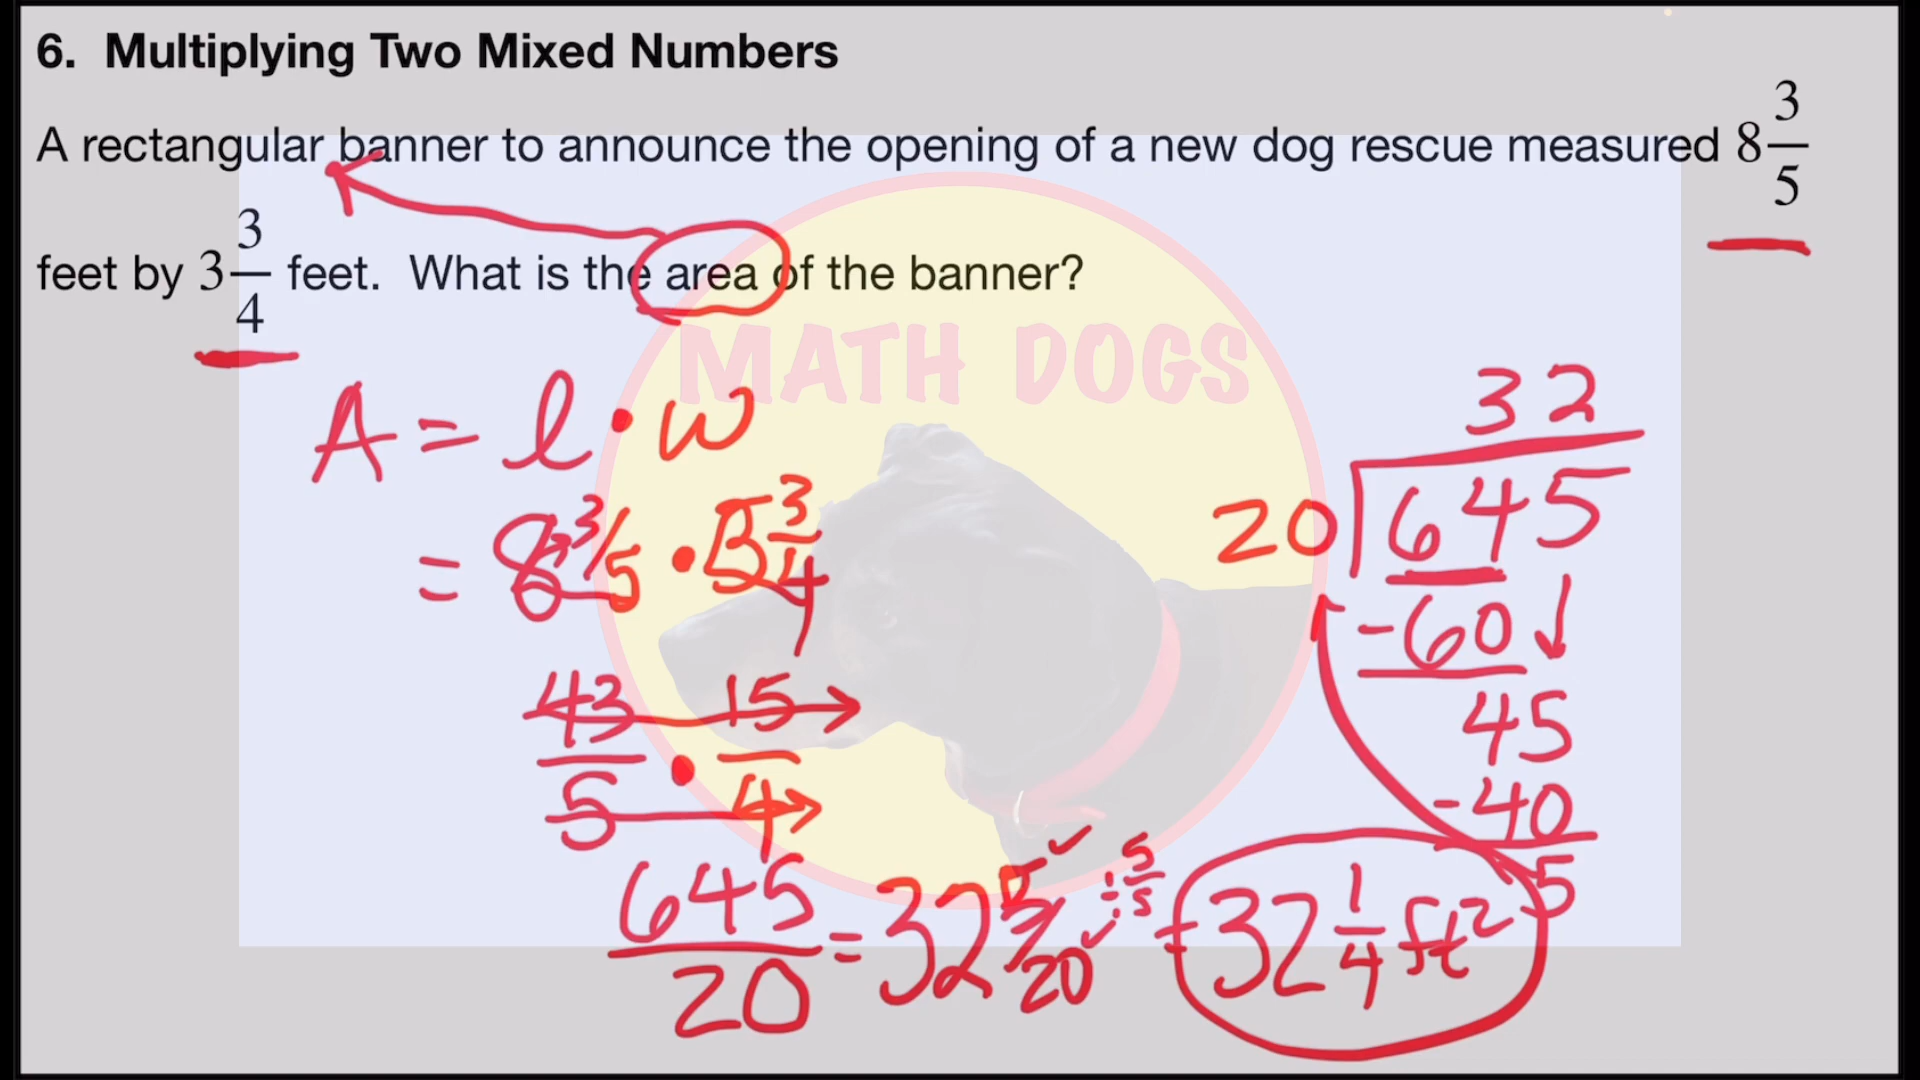 6. Multiplying Two Mixed Numbers
A rectangular banner to announce the opening of a new dog rescue measured 8 3/5
feet by 3 3/4 feet. What is the area of the banner?
MATH DOGS
A = l · w
= 8 3/5 · 3 3/4
43/5 · 15/4
645/20 = 32 5/20 ÷ 5/5 = 32 1/4 ft²
32
20 645
-60
45
-40
5